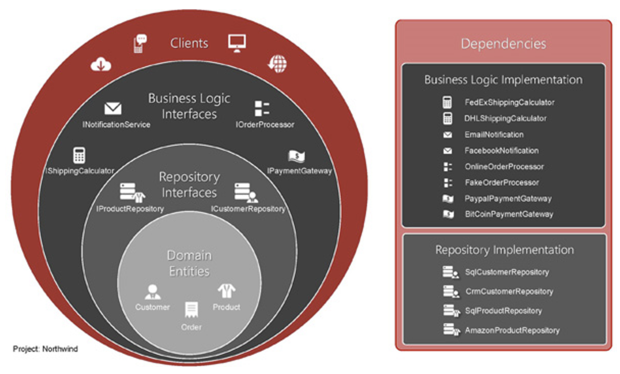 Clients
Business Logic
Interfaces
INotificationService
IOrderProcessor
IShippingCalculator
IPaymentGateway
Repository
Interfaces
IProductRepository
ICustomerRepository
Domain
Entities
Customer
Product
Order
Project: Northwind
Dependencies
Business Logic Implementation
FedExShippingCalculator
DHLShippingCalculator
EmailNotification
FacebookNotification
OnlineOrderProcessor
FakeOrderProcessor
PaypalPaymentGateway
BitCoinPaymentGateway
Repository Implementation
SqlCustomerRepository
CrmCustomerRepository
SqlProductRepository
AmazonProductRepository